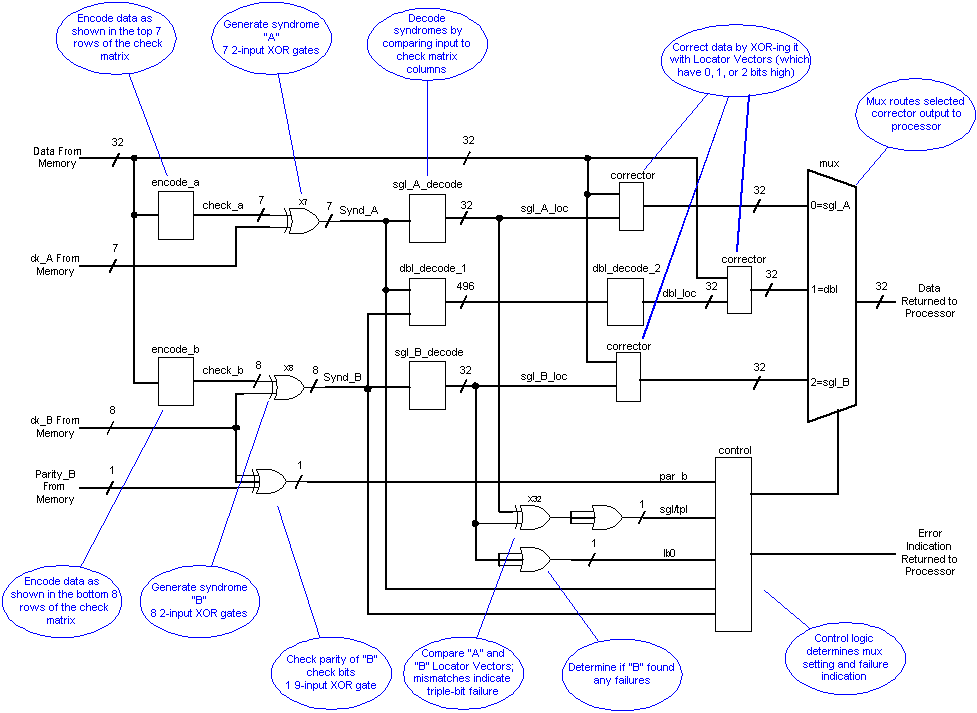 Encode data as
shown in the top 7
rows of the check
matrix
Generate syndrome
"A"
7 2-input XOR gates
Decode
syndromes by
comparing input to
check matrix
columns
Correct data by XOR-ing it
with Locator Vectors (which
have 0, 1, or 2 bits high)
Mux routes selected
corrector output to
processor
Data From
Memory
32
32
encode_a
check_a
7
X7
7
Synd_A
sgl_A_decode
32
sgl_A_loc
corrector
32
mux
0=sgl_A
ck_A From
Memory
7
dbl_decode_1
496
dbl_decode_2
dbl_loc
32
corrector
32
1=dbl
32
Data
Returned to
Processor
encode_b
check_b
8
X8
8
Synd_B
sgl_B_decode
32
sgl_B_loc
corrector
32
2=sgl_B
ck_B From
Memory
8
Parity_B
From
Memory
1
1
control
par_b
X32
1
sgl/tpl
1
lb0
Error
Indication
Returned to
Processor
Encode data as
shown in the bottom 8
rows of the check
matrix
Generate syndrome
"B"
8 2-input XOR gates
Check parity of "B"
check bits
1 9-input XOR gate
Compare "A" and
"B" Locator Vectors;
mismatches indicate
triple-bit failure
Determine if "B" found
any failures
Control logic
determines mux
setting and failure
indication